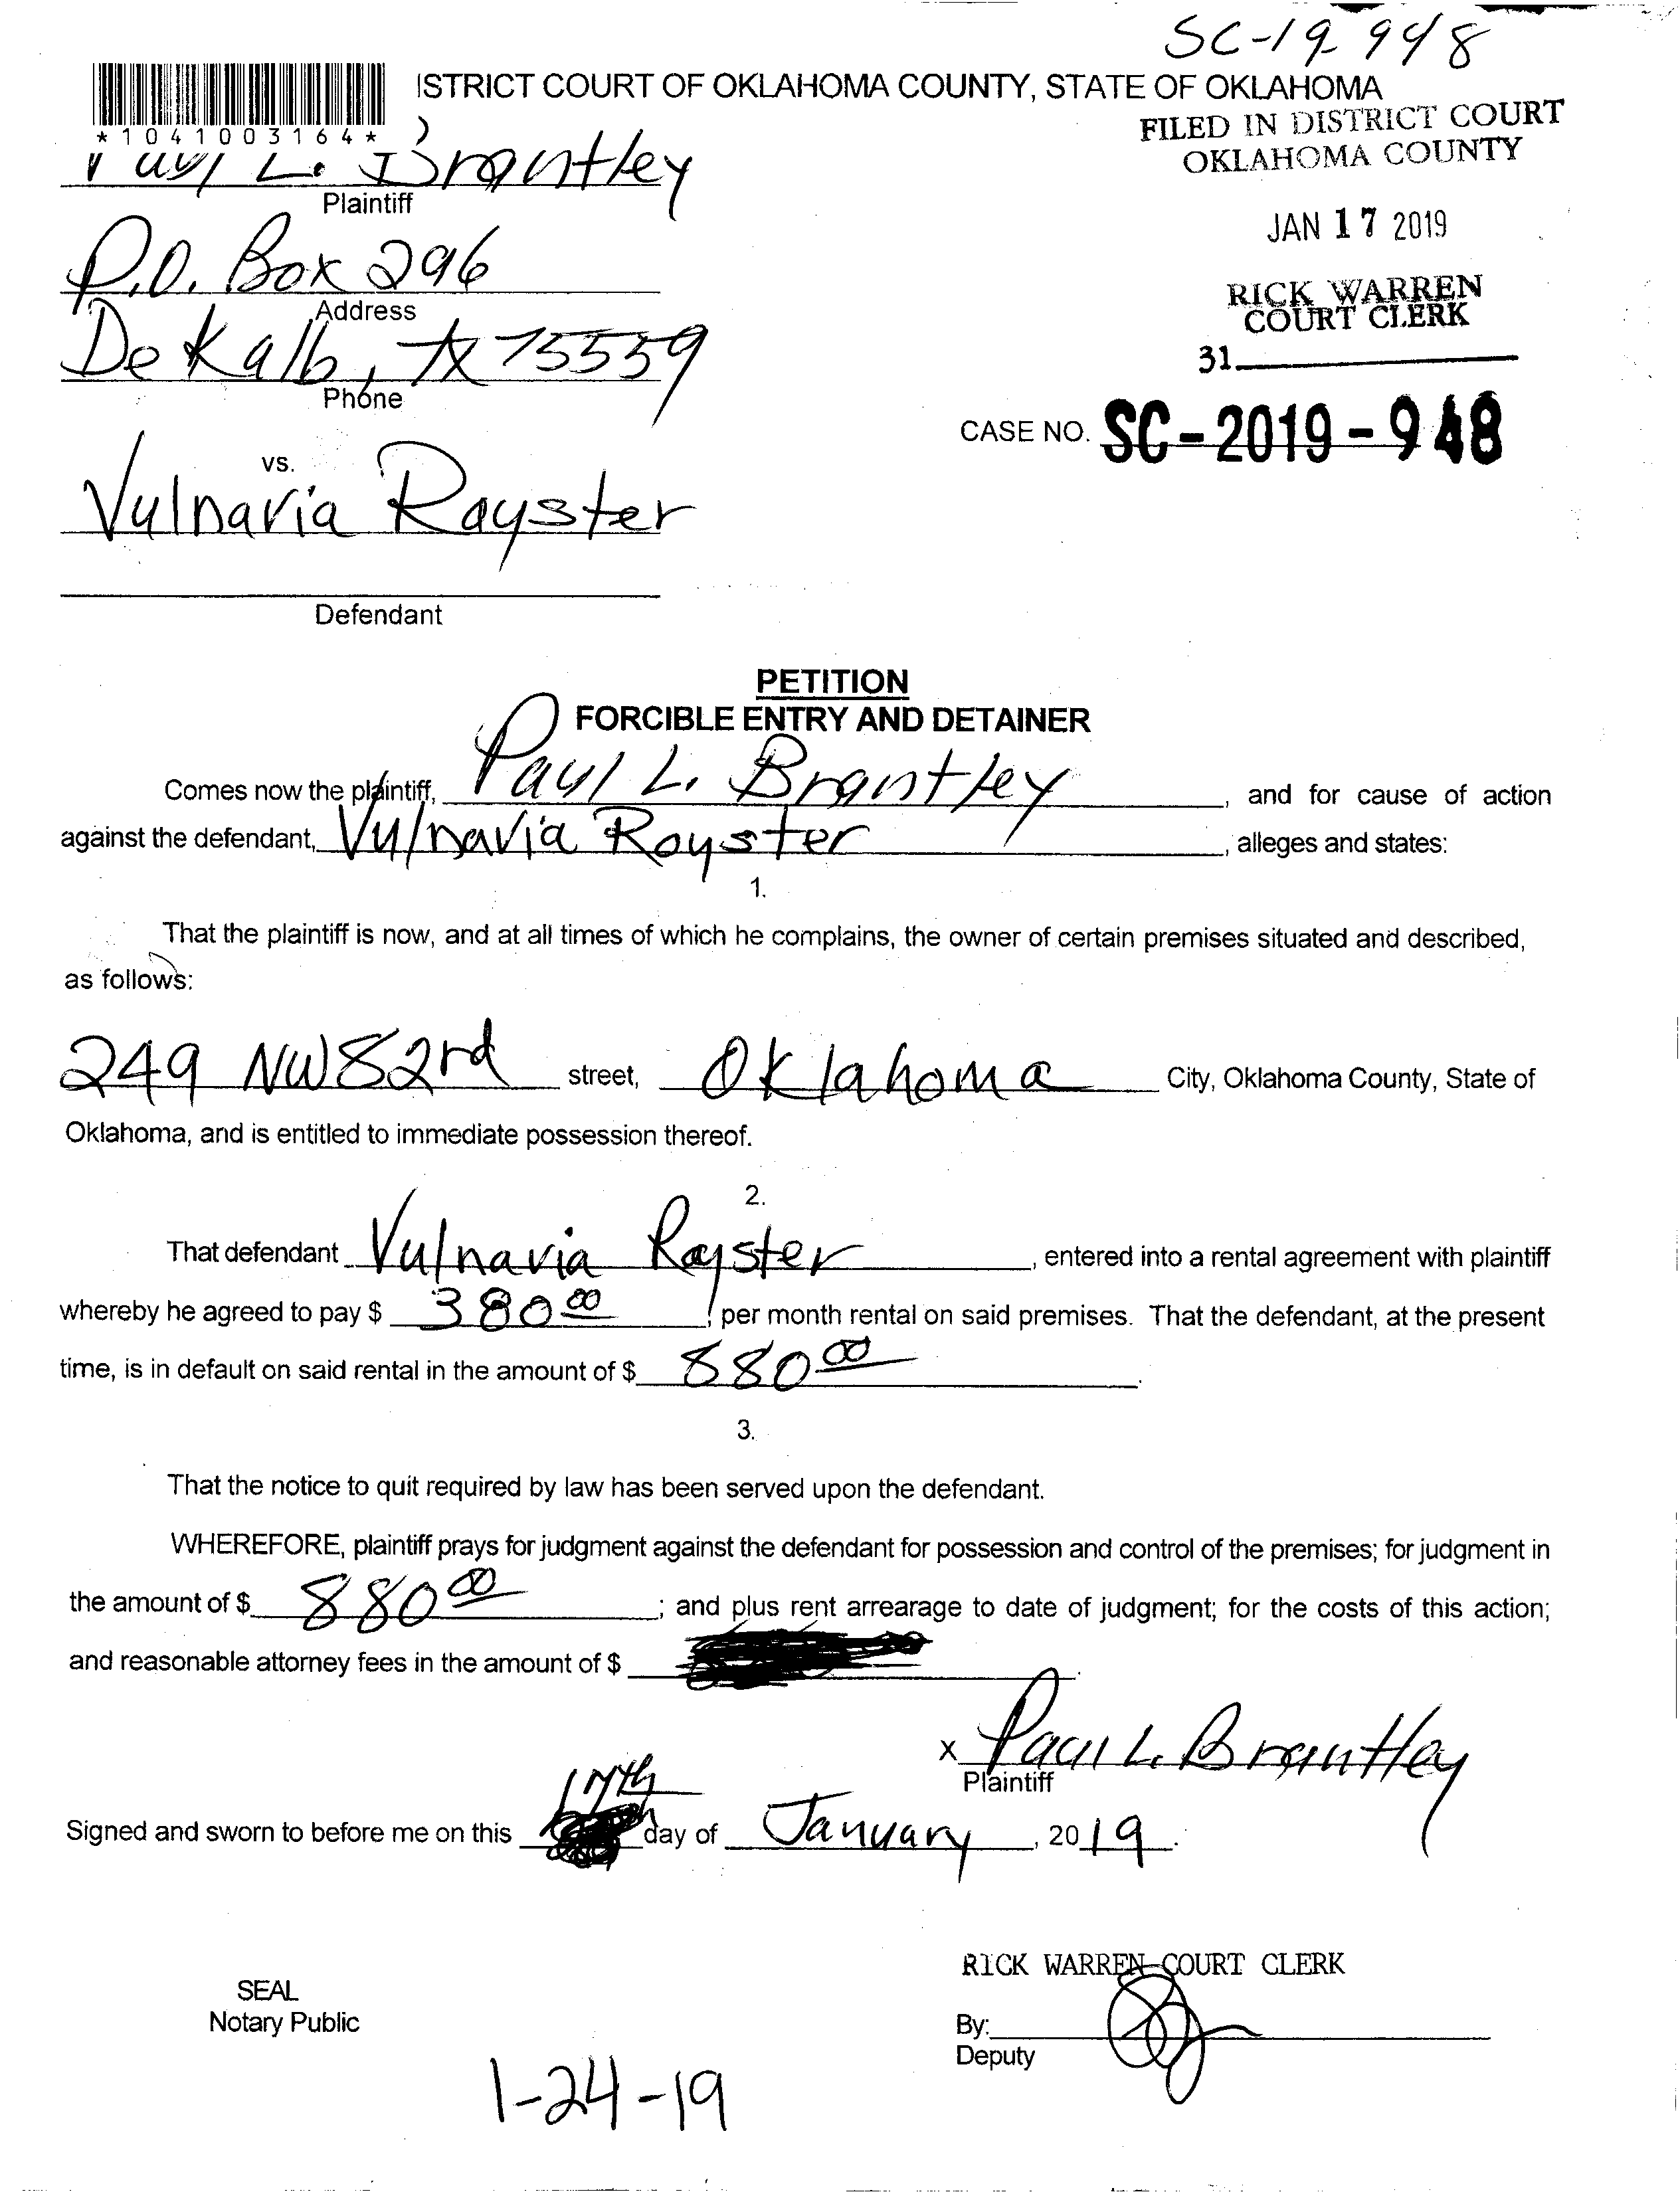 SC-19-948
ISTRICT COURT OF OKLAHOMA COUNTY, STATE OF OKLAHOMA
*1041003164*
FILED IN DISTRICT COURT
OKLAHOMA COUNTY
Paul L. Brantley
Plaintiff
JAN 17 2019
P.O. Box 296
Address
RICK WARREN
COURT CLERK
DeKalb, TX 75559
Phone
31
CASE NO. SC-2019-948
vs.
Vulnavia Royster
Defendant
PETITION
FORCIBLE ENTRY AND DETAINER
Comes now the plaintiff, Paul L. Brantley, and for cause of action
against the defendant, Vulnavia Royster, alleges and states:
1.
That the plaintiff is now, and at all times of which he complains, the owner of certain premises situated and described,
as follows:
249 NW 82rd street, Oklahoma City, Oklahoma County, State of
Oklahoma, and is entitled to immediate possession thereof.
2.
That defendant Vulnavia Royster, entered into a rental agreement with plaintiff
whereby he agreed to pay $ 380 00 per month rental on said premises. That the defendant, at the present
time, is in default on said rental in the amount of $ 880 00.
3.
That the notice to quit required by law has been served upon the defendant.
WHEREFORE, plaintiff prays for judgment against the defendant for possession and control of the premises; for judgment in
the amount of $ 880 00; and plus rent arrearage to date of judgment; for the costs of this action;
and reasonable attorney fees in the amount of $
x Paul L. Brantley
Plaintiff
Signed and sworn to before me on this 17th day of January, 2019.
RICK WARREN COURT CLERK
SEAL
Notary Public
By:
Deputy
1-24-19